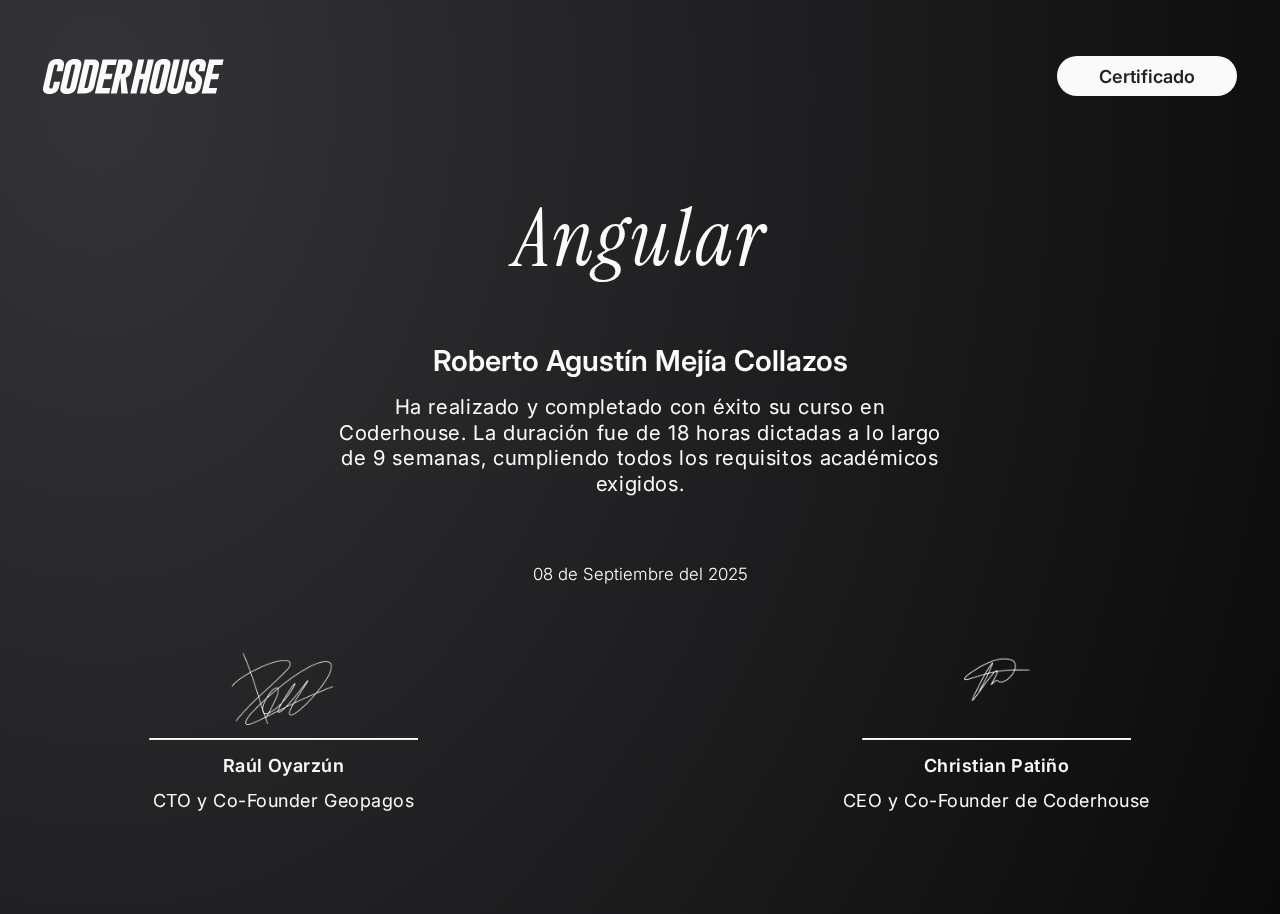 CODERHOUSE
Certificado
Angular
Roberto Agustín Mejía Collazos
Ha realizado y completado con éxito su curso en
Coderhouse. La duración fue de 18 horas dictadas a lo largo
de 9 semanas, cumpliendo todos los requisitos académicos
exigidos.
08 de Septiembre del 2025
Raúl Oyarzún
CTO y Co-Founder Geopagos
Christian Patiño
CEO y Co-Founder de Coderhouse